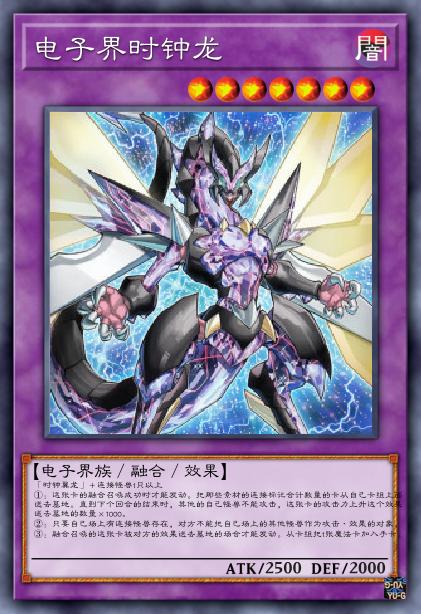 电子界时钟龙
闇
【电子界族／融合／效果】
「时钟翼龙」＋连接怪兽1只以上
①：这张卡的融合召唤成功时才能发动。把那些素材的连接标记合计数量的卡从自己卡组上面
送去墓地，直到下个回合的结束时，其他的自己怪兽不能攻击，这张卡的攻击力上升这个效果
送去墓地的数量×1000。
②：只要自己场上有连接怪兽存在，对方不能把自己场上的其他怪兽作为攻击·效果的对象。
③：融合召唤的这张卡被对方的效果送去墓地的场合才能发动。从卡组把1张魔法卡加入手卡
ATK/2500 DEF/2000
YU-G